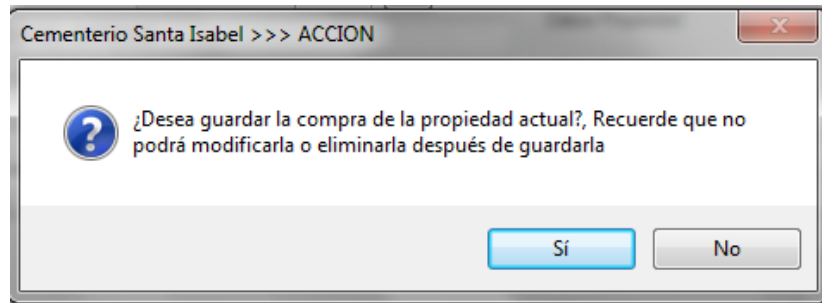 Cementerio Santa Isabel >>> ACCION
¿Desea guardar la compra de la propiedad actual?, Recuerde que no
podrá modificarla o eliminarla después de guardarla
Sí
No